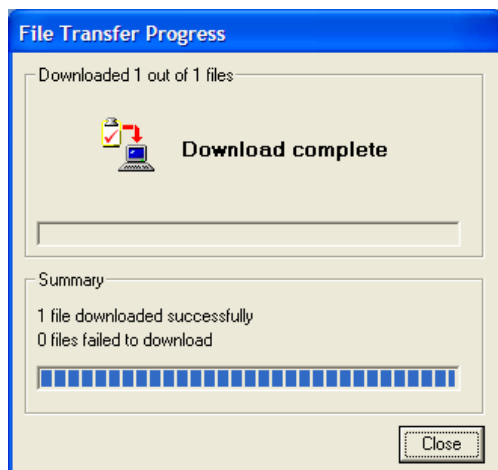 File Transfer Progress
Downloaded 1 out of 1 files
Download complete
Summary
1 file downloaded successfully
0 files failed to download
Close